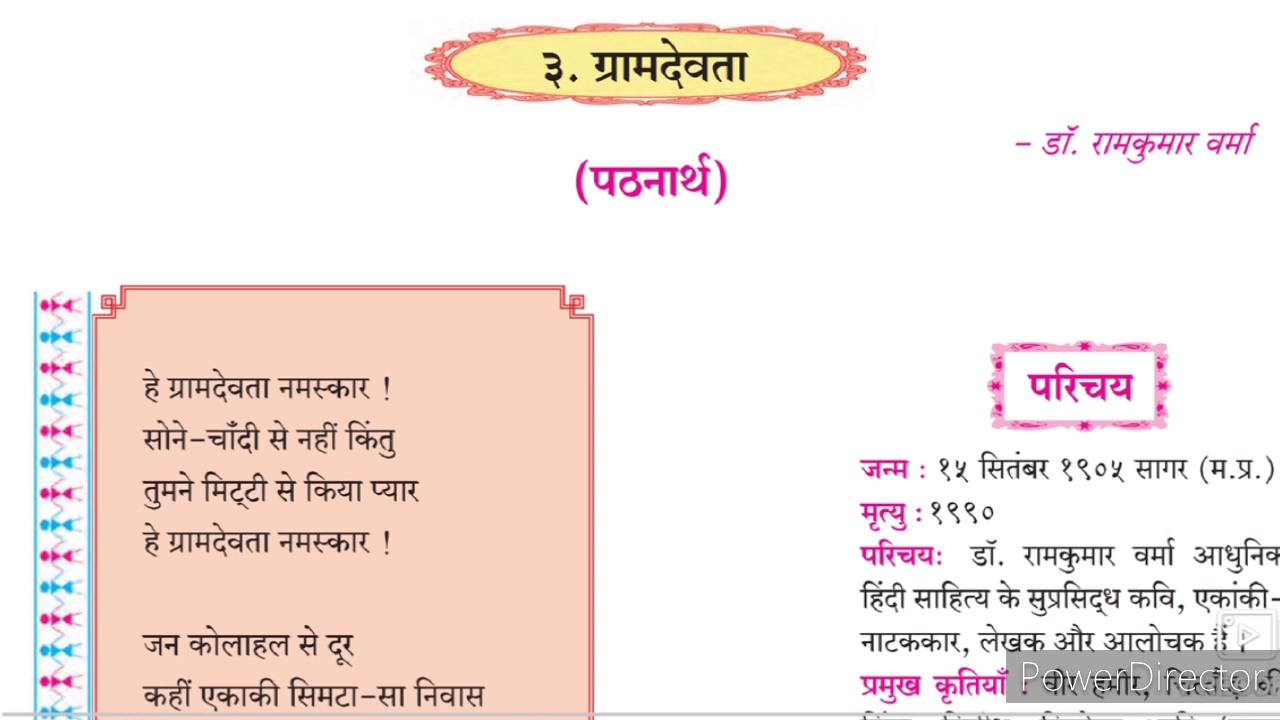 ३. ग्रामदेवता
– डॉ. रामकुमार वर्मा
(पठनार्थ)
हे ग्रामदेवता नमस्कार !
सोने-चाँदी से नहीं किंतु
तुमने मिट्टी से किया प्यार
हे ग्रामदेवता नमस्कार !
जन कोलाहल से दूर
कहीं एकाकी सिमटा-सा निवास
परिचय
जन्म : १५ सितंबर १९०५ सागर (म.प्र.)
मृत्यु : १९९०
परिचयः डॉ. रामकुमार वर्मा आधुनिक
हिंदी साहित्य के सुप्रसिद्ध कवि, एकांकी-
नाटककार, लेखक और आलोचक हैं ।
प्रमुख कृतियाँ : वीर हमीर,
PowerDirector